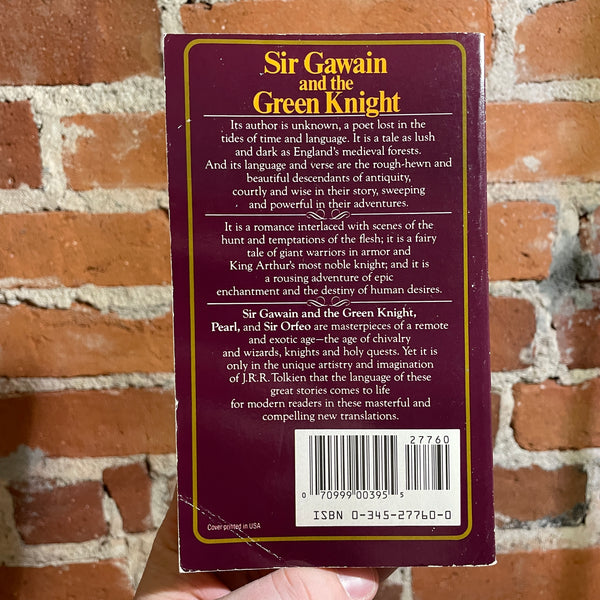 Sir Gawain
and the
Green Knight
Its author is unknown, a poet lost in the
tides of time and language. It is a tale as lush
and dark as England's medieval forests.
And its language and verse are the rough-hewn and
beautiful descendants of antiquity,
courtly and wise in their story, sweeping
and powerful in their adventures.
It is a romance interlaced with scenes of the
hunt and temptations of the flesh; it is a fairy
tale of giant warriors in armor and
King Arthur's most noble knight; and it is
a rousing adventure of epic
enchantment and the destiny of human desires.
Sir Gawain and the Green Knight,
Pearl, and Sir Orfeo are masterpieces of a remote
and exotic age—the age of chivalry
and wizards, knights and holy quests. Yet it is
only in the unique artistry and imagination
of J.R.R. Tolkien that the language of these
great stories comes to life
for modern readers in these masterful and
compelling new translations.
27760
0 70999 00395 5
ISBN 0-345-27760-0
Cover printed in USA